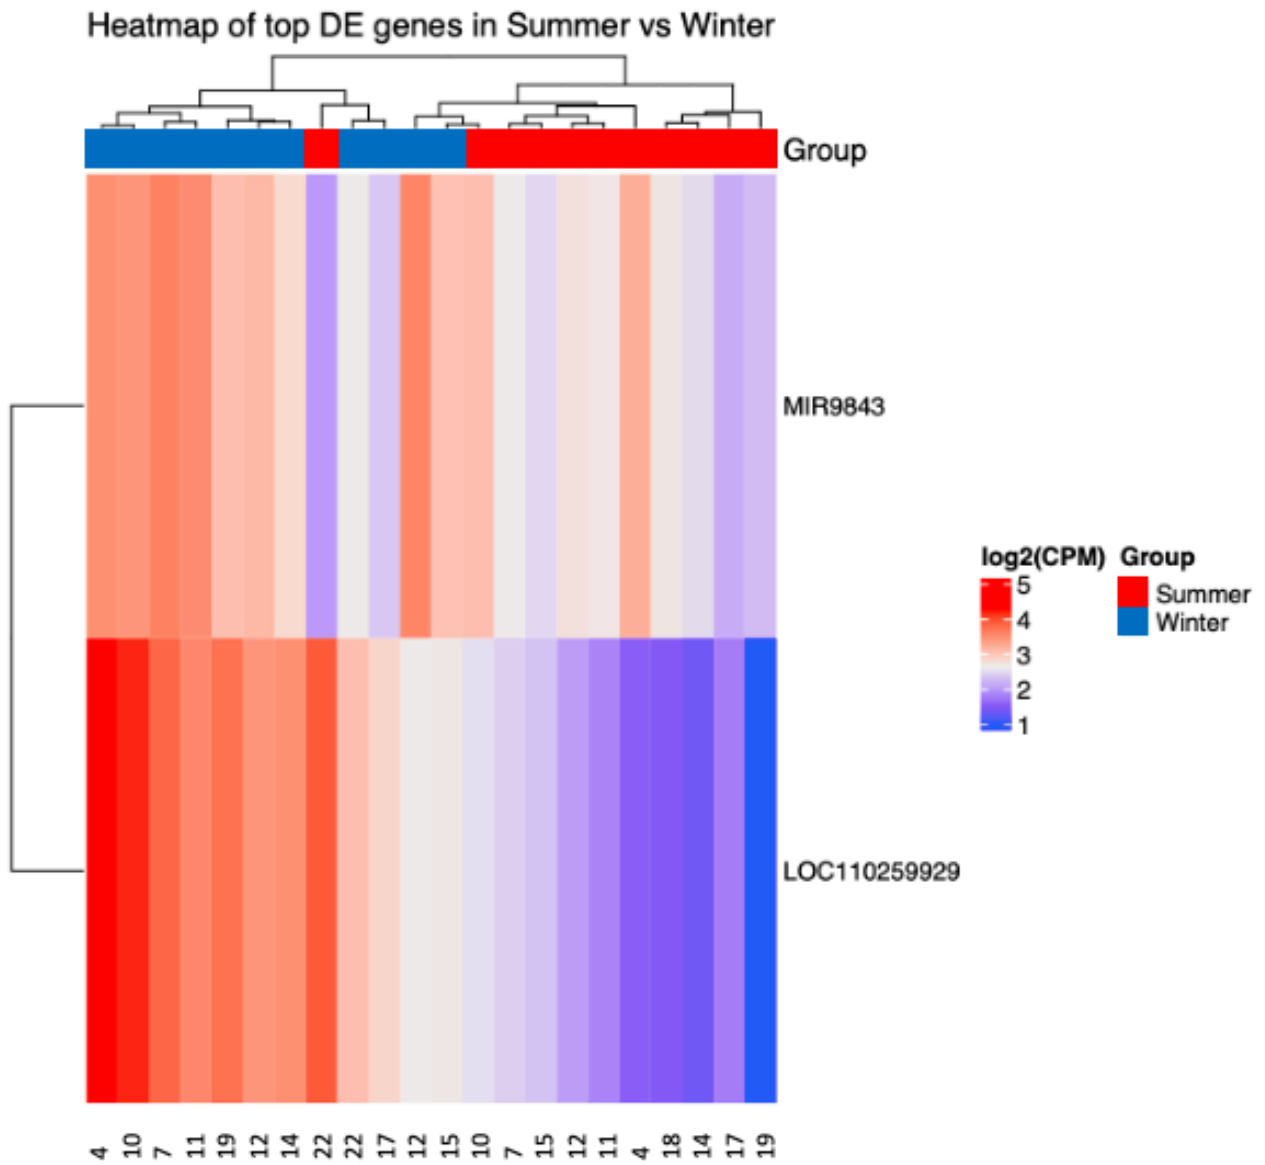 Heatmap of top DE genes in Summer vs Winter
Group
MIR9843
LOC110259929
log2(CPM)
5
4
3
2
1
Group
Summer
Winter
4 10 7 11 19 12 14 22 22 17 12 15 10 7 15 12 11 4 18 14 17 19